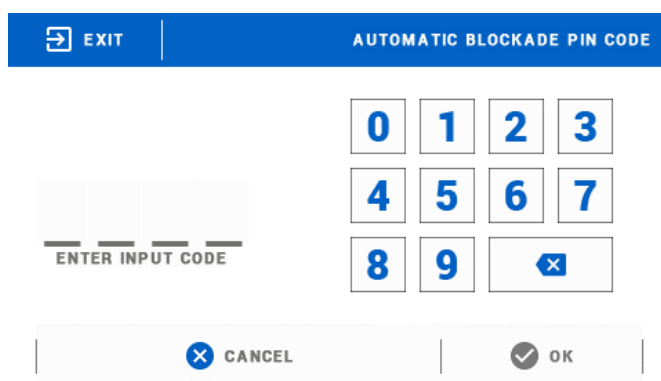 EXIT
AUTOMATIC BLOCKADE PIN CODE
0 1 2 3
4 5 6 7
8 9
ENTER INPUT CODE
CANCEL
OK